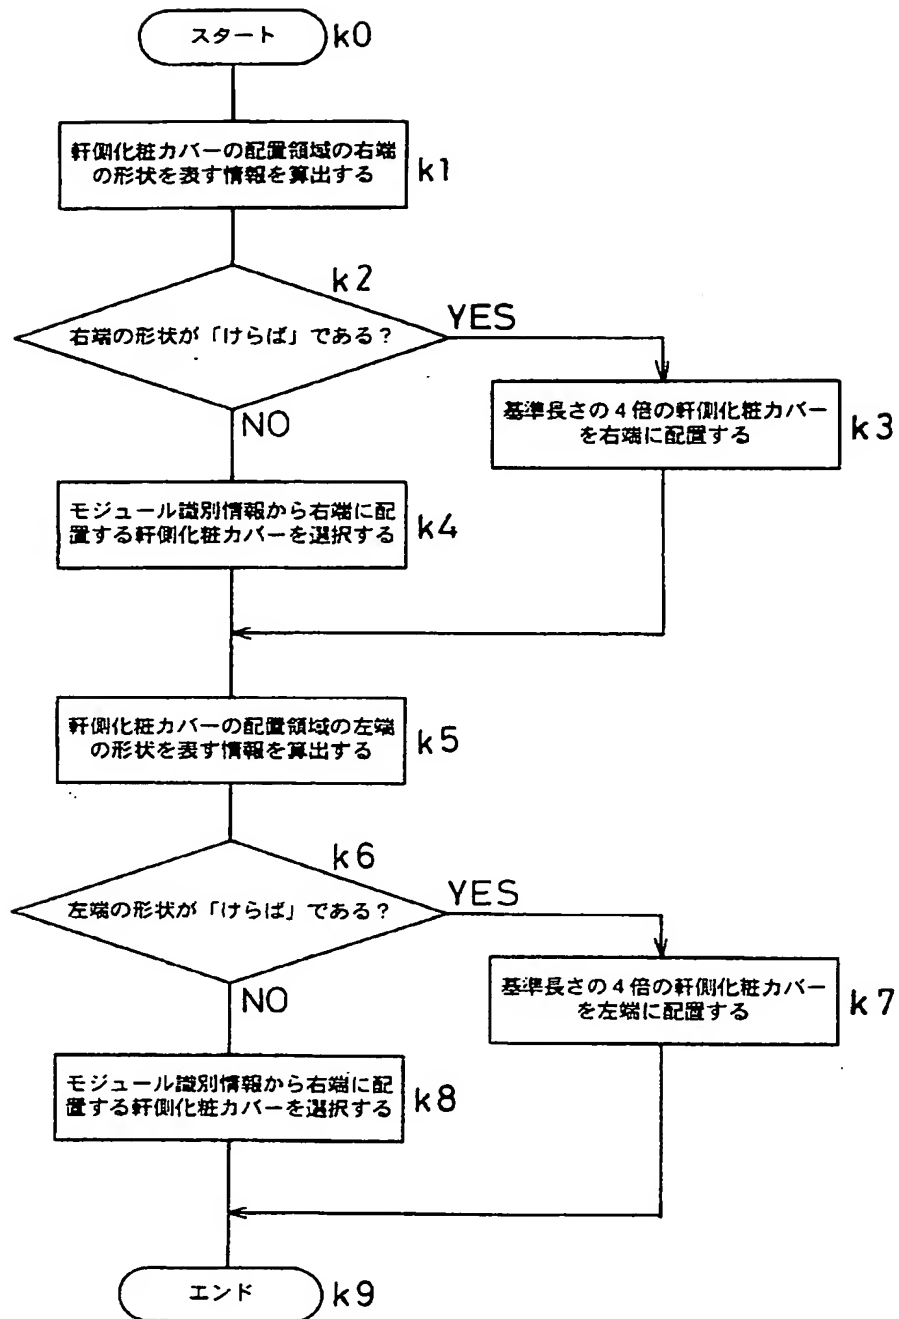 スタート
k0
軒側化粧カバーの配置領域の右端
の形状を表す情報を算出する
k1
k2
右端の形状が「けらば」である?
YES
NO
基準長さの4倍の軒側化粧カバー
を右端に配置する
k3
モジュール識別情報から右端に配
置する軒側化粧カバーを選択する
k4
軒側化粧カバーの配置領域の左端
の形状を表す情報を算出する
k5
k6
左端の形状が「けらば」である?
YES
NO
基準長さの4倍の軒側化粧カバー
を左端に配置する
k7
モジュール識別情報から右端に配
置する軒側化粧カバーを選択する
k8
エンド
k9